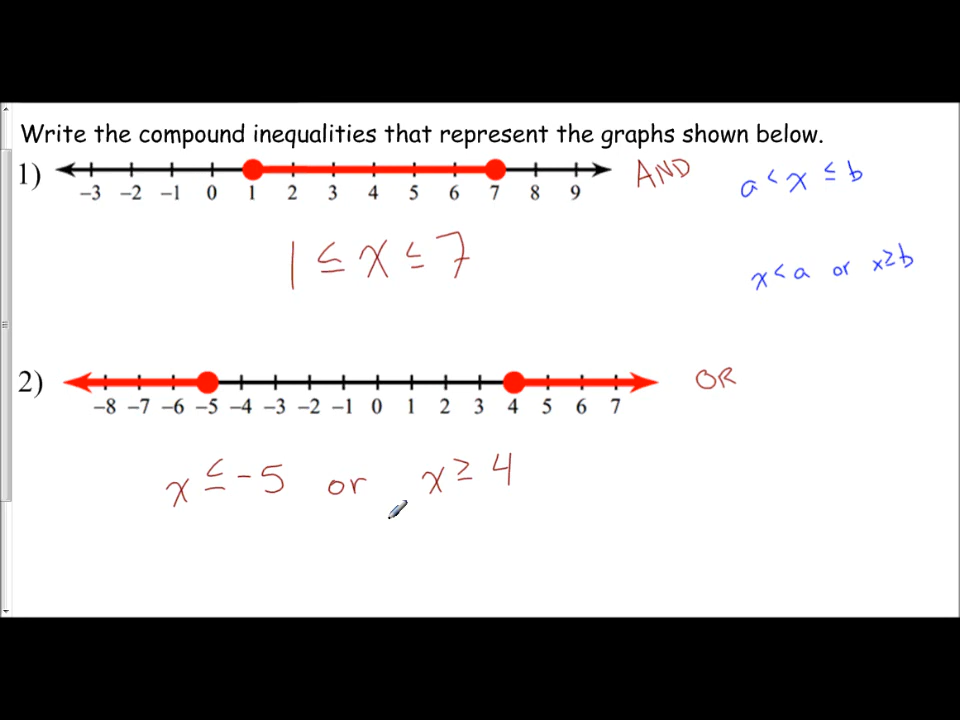 Write the compound inequalities that represent the graphs shown below.
1) AND a < x ≤ b
–3 –2 –1 0 1 2 3 4 5 6 7 8 9
1 ≤ x ≤ 7
x < a or x ≥ b
2) OR
–8 –7 –6 –5 –4 –3 –2 –1 0 1 2 3 4 5 6 7
x ≤ -5 or x ≥ 4